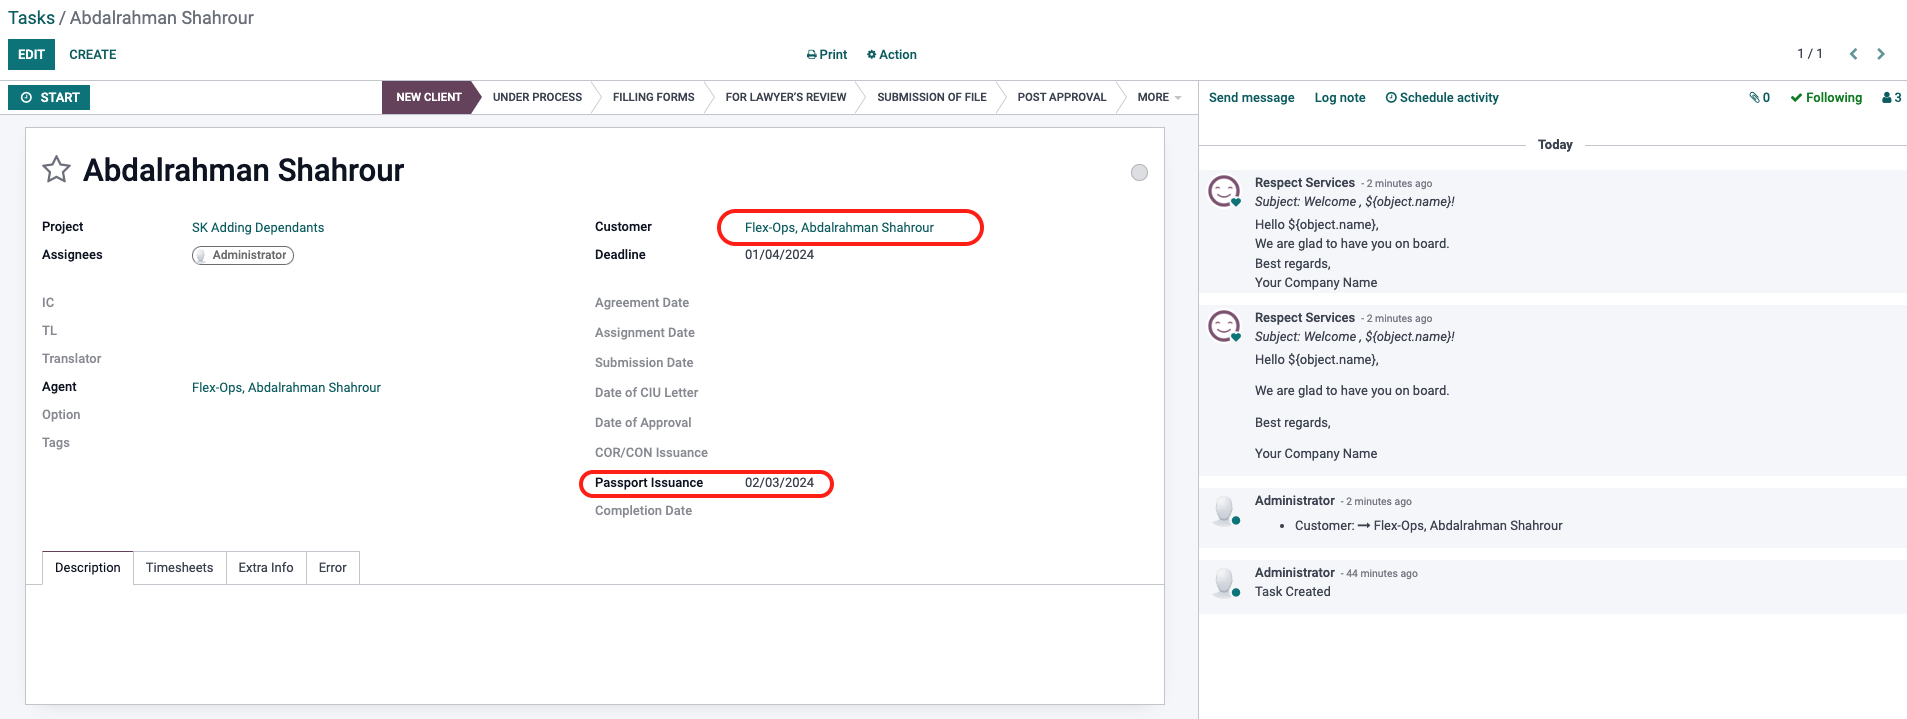 Tasks / Abdalrahman Shahrour
EDIT CREATE Print Action 1 / 1
START NEW CLIENT UNDER PROCESS FILLING FORMS FOR LAWYER'S REVIEW SUBMISSION OF FILE POST APPROVAL MORE
Abdalrahman Shahrour
Project SK Adding Dependants
Assignees Administrator
IC
TL
Translator
Agent Flex-Ops, Abdalrahman Shahrour
Option
Tags
Customer Flex-Ops, Abdalrahman Shahrour
Deadline 01/04/2024
Agreement Date
Assignment Date
Submission Date
Date of CIU Letter
Date of Approval
COR/CON Issuance
Passport Issuance 02/03/2024
Completion Date
Description Timesheets Extra Info Error
Send message Log note Schedule activity 0 Following 3
Today
Respect Services - 2 minutes ago
Subject: Welcome , ${object.name}!
Hello ${object.name},
We are glad to have you on board.
Best regards,
Your Company Name
Respect Services - 2 minutes ago
Subject: Welcome , ${object.name}!
Hello ${object.name},
We are glad to have you on board.
Best regards,
Your Company Name
Administrator - 2 minutes ago
• Customer: → Flex-Ops, Abdalrahman Shahrour
Administrator - 44 minutes ago
Task Created